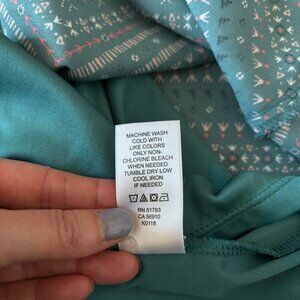 MACHINE WASH
COLD WITH
LIKE COLORS
ONLY NON-
CHLORINE BLEACH
WHEN NEEDED
TUMBLE DRY LOW
COOL IRON
IF NEEDED
RN 51783
CA 56910
K0118